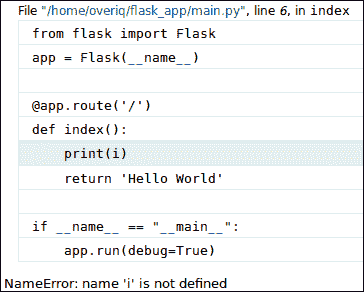 File "/home/overiq/flask_app/main.py", line 6, in index
from flask import Flask
app = Flask(__name__)
@app.route('/')
def index():
    print(i)
    return 'Hello World'
if __name__ == "__main__":
    app.run(debug=True)
NameError: name 'i' is not defined